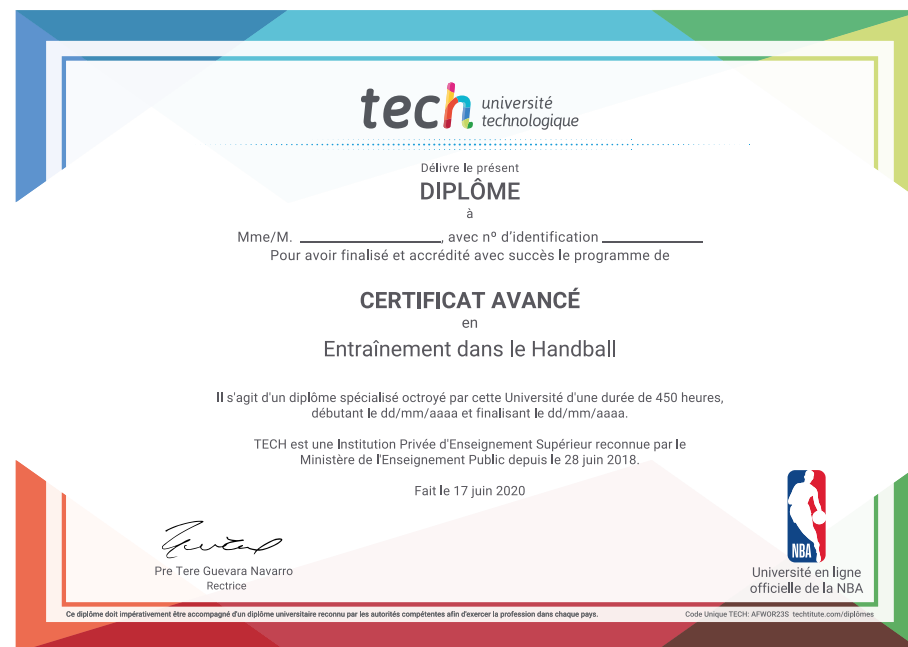 tech université
technologique
Délivre le présent
DIPLÔME
à
Mme/M. ____________________, avec nº d'identification ______________
Pour avoir finalisé et accrédité avec succès le programme de
CERTIFICAT AVANCÉ
en
Entraînement dans le Handball
Il s'agit d'un diplôme spécialisé octroyé par cette Université d'une durée de 450 heures,
débutant le dd/mm/aaaa et finalisant le dd/mm/aaaa.
TECH est une Institution Privée d'Enseignement Supérieur reconnue par le
Ministère de l'Enseignement Public depuis le 28 juin 2018.
Fait le 17 juin 2020
Pre Tere Guevara Navarro
Rectrice
NBA
Université en ligne
officielle de la NBA
Ce diplôme doit impérativement être accompagné d'un diplôme universitaire reconnu par les autorités compétentes afin d'exercer la profession dans chaque pays.
Code Unique TECH: AFWOR23S techtitute.com/diplômes